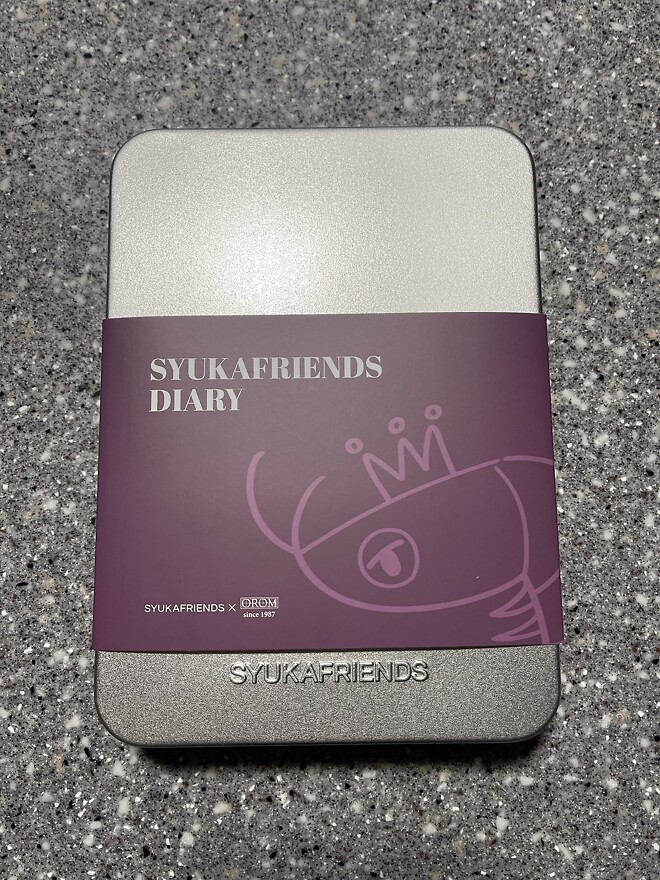 SYUKAFRIENDS
DIARY
SYUKAFRIENDS × OROM
since 1987
SYUKAFRIENDS